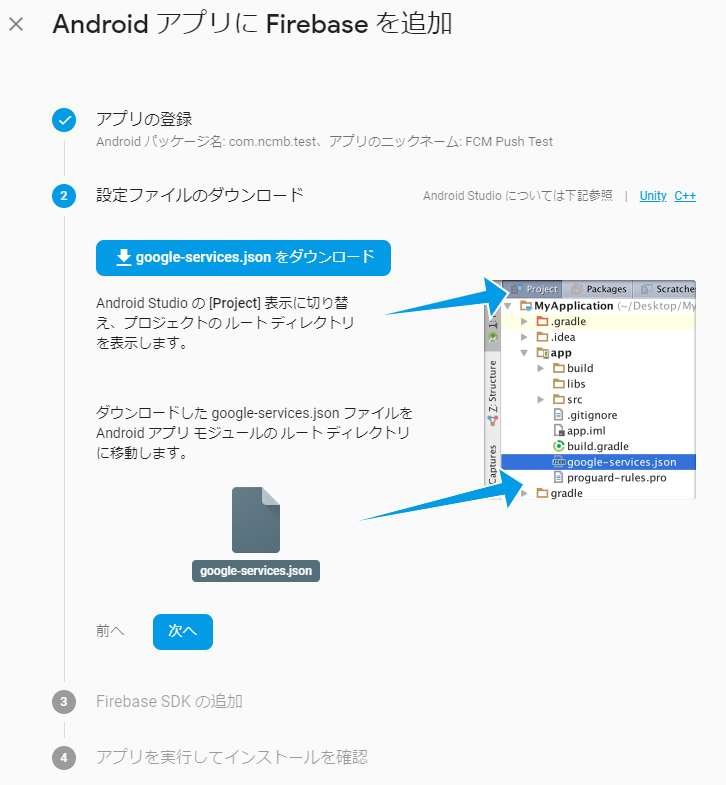 Android アプリに Firebase を追加
アプリの登録
Android パッケージ名: com.ncmb.test、アプリのニックネーム: FCM Push Test
2
設定ファイルのダウンロード
Android Studio については下記参照 | Unity C++
google-services.json をダウンロード
Android Studio の [Project] 表示に切り替
え、プロジェクトの ルート ディレクトリ
を表示します。
ダウンロードした google-services.json ファイルを
Android アプリ モジュールの ルート ディレクトリ
に移動します。
google-services.json
Project Packages Scratche
MyApplication (~/Desktop/My
.gradle
.idea
app
build
libs
src
.gitignore
app.iml
build.gradle
google-services.json
proguard-rules.pro
gradle
Z: Structure
Captures
前へ
次へ
3
Firebase SDK の追加
4
アプリを実行してインストールを確認